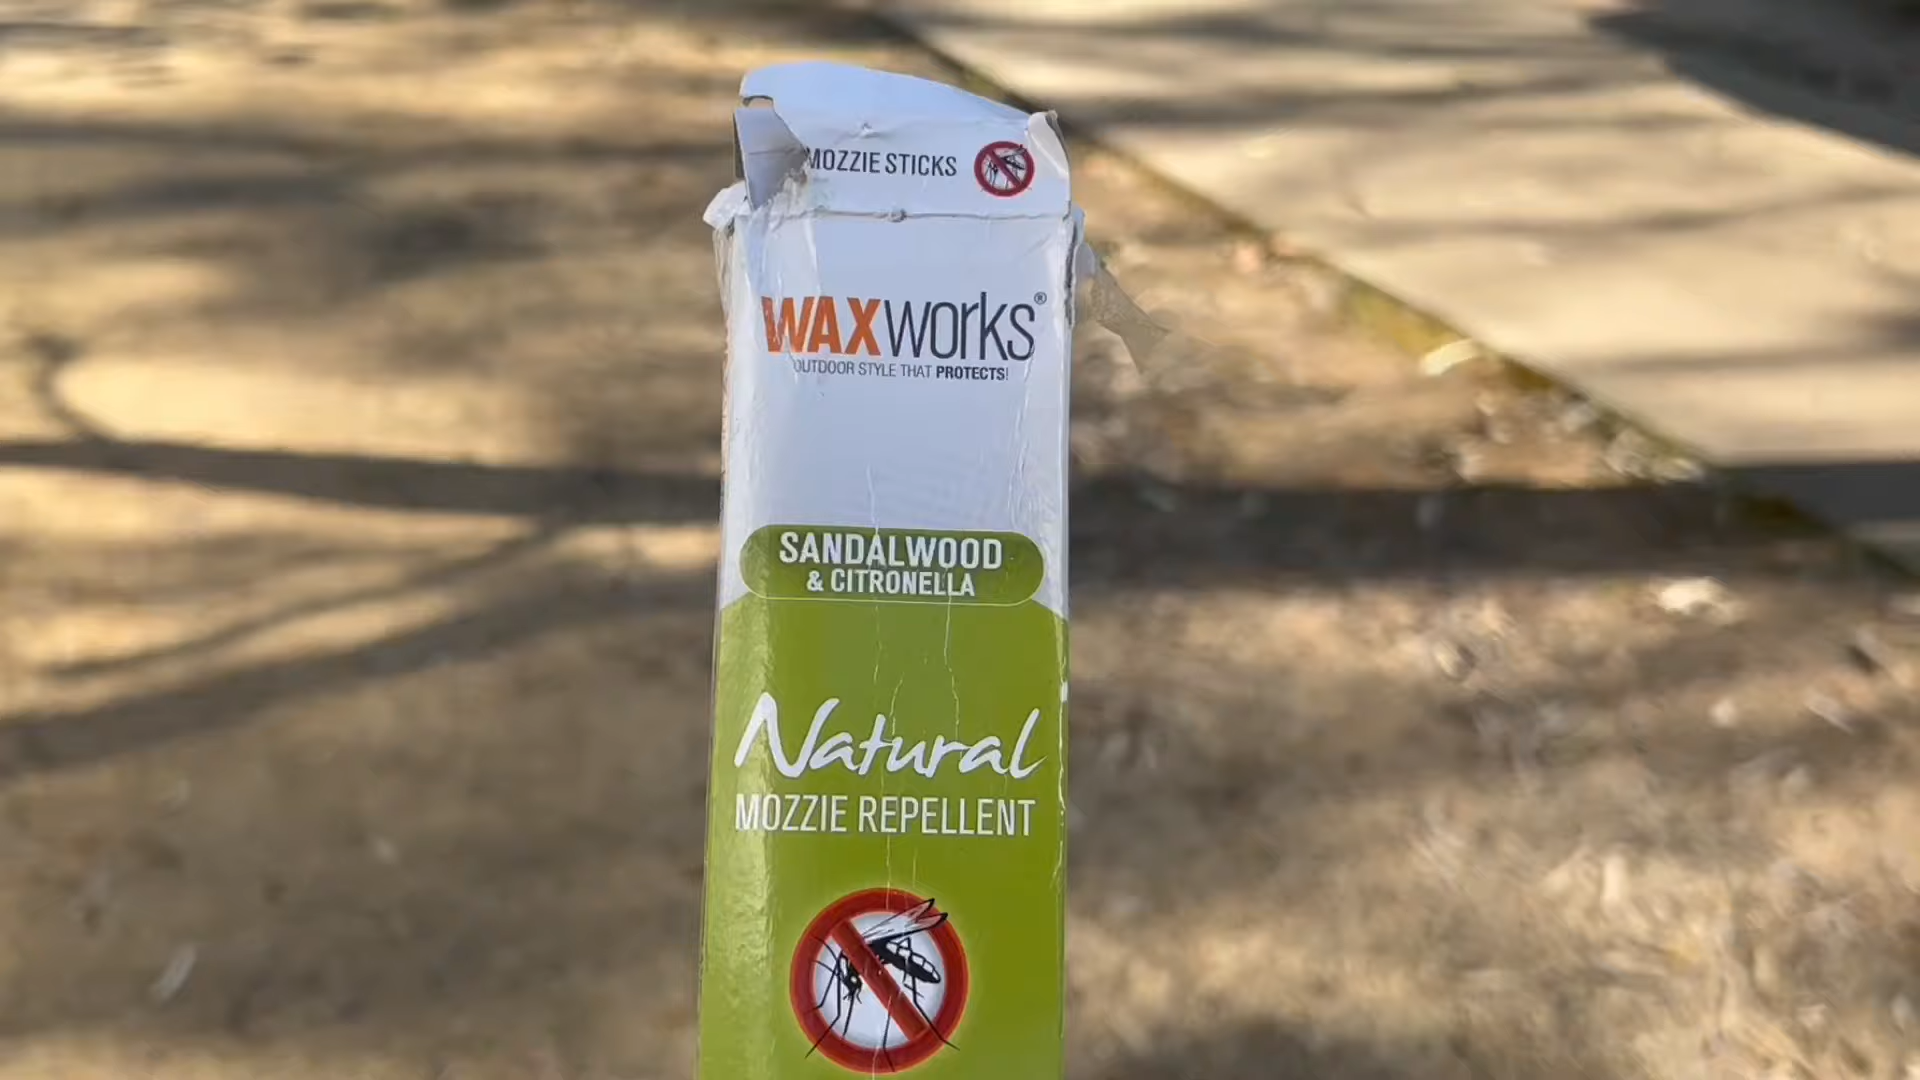 MOZZIE STICKS
WAXworks®
OUTDOOR STYLE THAT PROTECTS!
SANDALWOOD
& CITRONELLA
Natural
MOZZIE REPELLENT